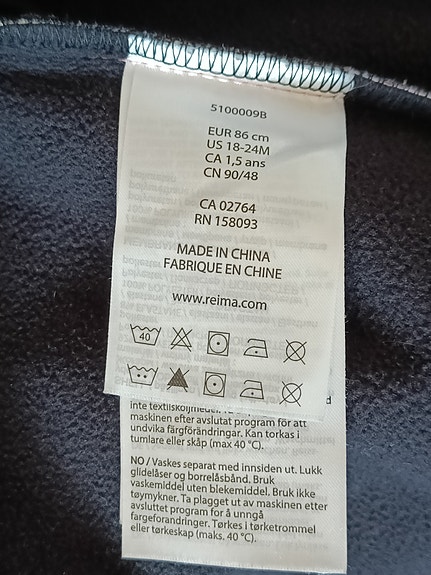 5100009B
EUR 86 cm
US 18-24M
CA 1,5 ans
CN 90/48
CA 02764
RN 158093
MADE IN CHINA
FABRIQUE EN CHINE
www.reima.com
40
inte textilsköljmedel. Ta
maskinen efter avslutat program för att
undvika färgförändringar. Kan torkas i
tumlare eller skåp (max 40 °C).
NO / Vaskes separat med innsiden ut. Lukk
glidelåser og borrelåsbånd. Bruk
vaskemiddel uten blekemiddel. Bruk ikke
tøymykner. Ta plagget ut av maskinen etter
avsluttet program for å unngå
fargeforandringer. Tørkes i tørketrommel
eller tørkeskap (maks. 40 °C).